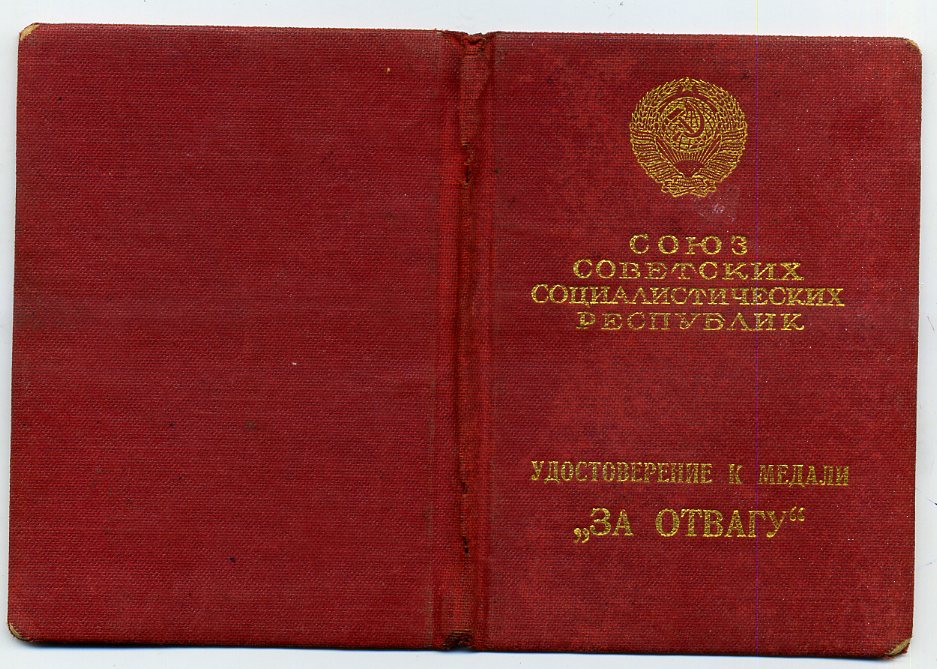 СОЮЗ
СОВЕТСКИХ
СОЦИАЛИСТИЧЕСКИХ
РЕСПУБЛИК
УДОСТОВЕРЕНИЕ К МЕДАЛИ
„ЗА ОТВАГУ“